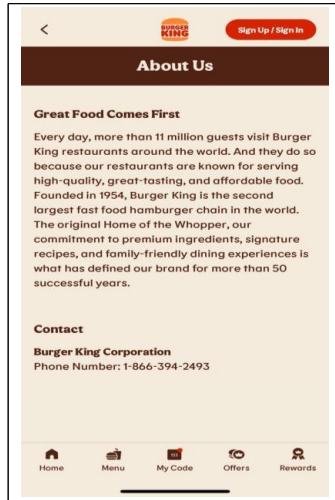 BURGER
KING
Sign Up / Sign In
About Us
Great Food Comes First
Every day, more than 11 million guests visit Burger
King restaurants around the world. And they do so
because our restaurants are known for serving
high-quality, great-tasting, and affordable food.
Founded in 1954, Burger King is the second
largest fast food hamburger chain in the world.
The original Home of the Whopper, our
commitment to premium ingredients, signature
recipes, and family-friendly dining experiences is
what has defined our brand for more than 50
successful years.
Contact
Burger King Corporation
Phone Number: 1-866-394-2493
Home Menu My Code Offers Rewards